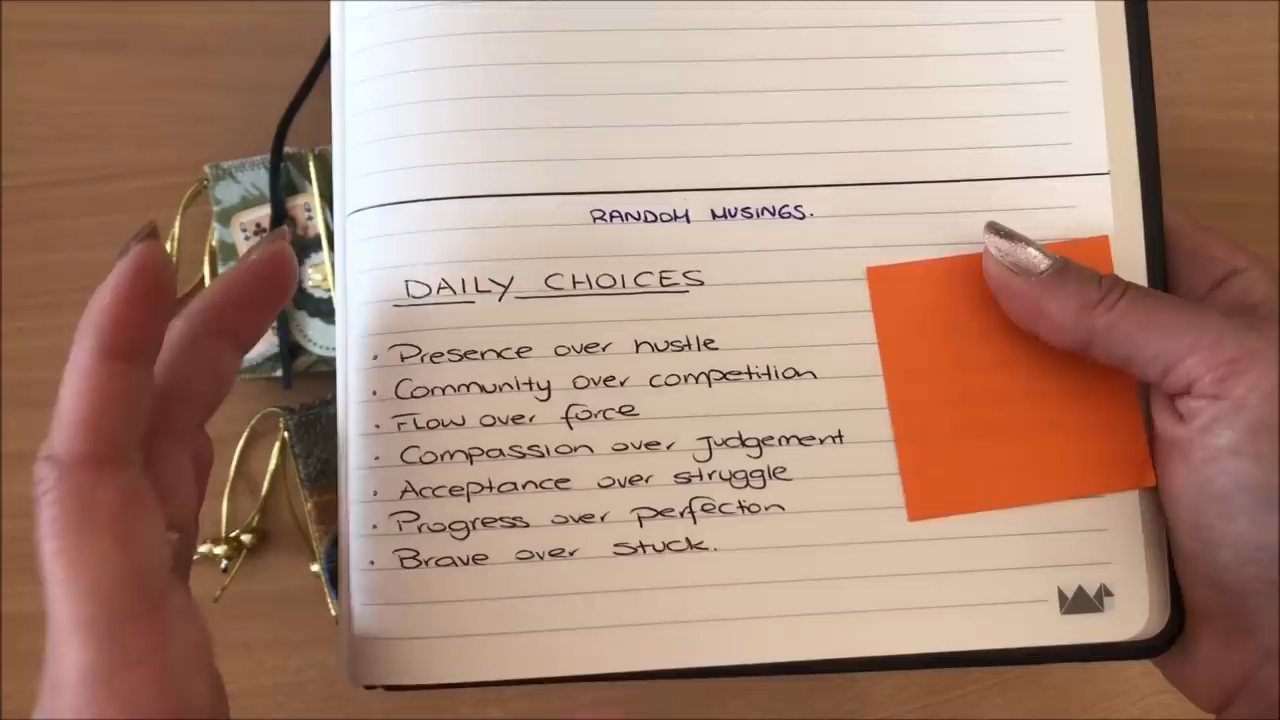 RANDOM MUSINGS.
DAILY CHOICES
• Presence over hustle
• Community over competition
• Flow over force
• Compassion over judgement
• Acceptance over struggle
• Progress over perfection
• Brave over stuck.